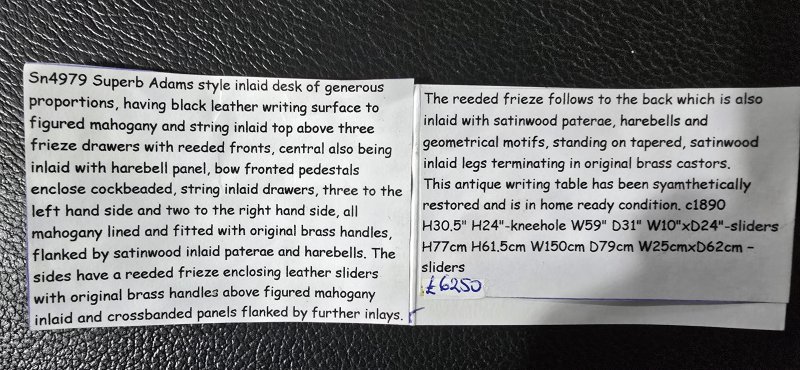 Sn4979 Superb Adams style inlaid desk of generous
proportions, having black leather writing surface to
figured mahogany and string inlaid top above three
frieze drawers with reeded fronts, central also being
inlaid with harebell panel, bow fronted pedestals
enclose cockbeaded, string inlaid drawers, three to the
left hand side and two to the right hand side, all
mahogany lined and fitted with original brass handles,
flanked by satinwood inlaid paterae and harebells. The
sides have a reeded frieze enclosing leather sliders
with original brass handles above figured mahogany
inlaid and crossbanded panels flanked by further inlays.
The reeded frieze follows to the back which is also
inlaid with satinwood paterae, harebells and
geometrical motifs, standing on tapered, satinwood
inlaid legs terminating in original brass castors.
This antique writing table has been syamthetically
restored and is in home ready condition. c1890
H30.5" H24"-kneehole W59" D31" W10"xD24"-sliders
H77cm H61.5cm W150cm D79cm W25cmxD62cm -
sliders
£6250